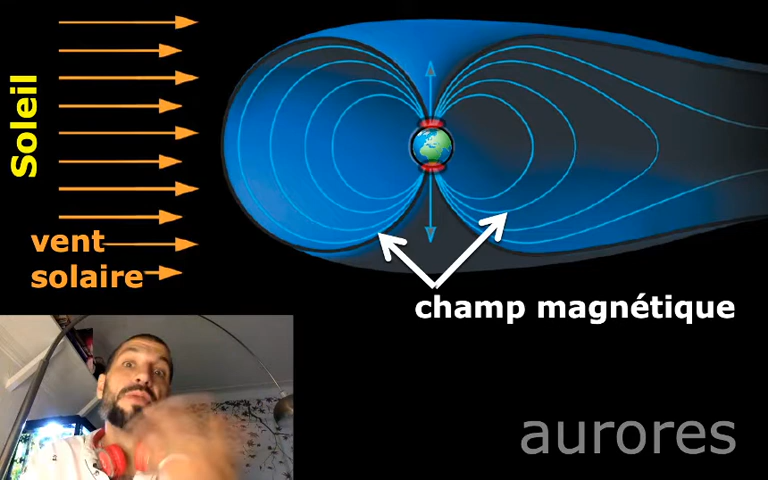 Soleil
vent
solaire
champ magnétique
aurores